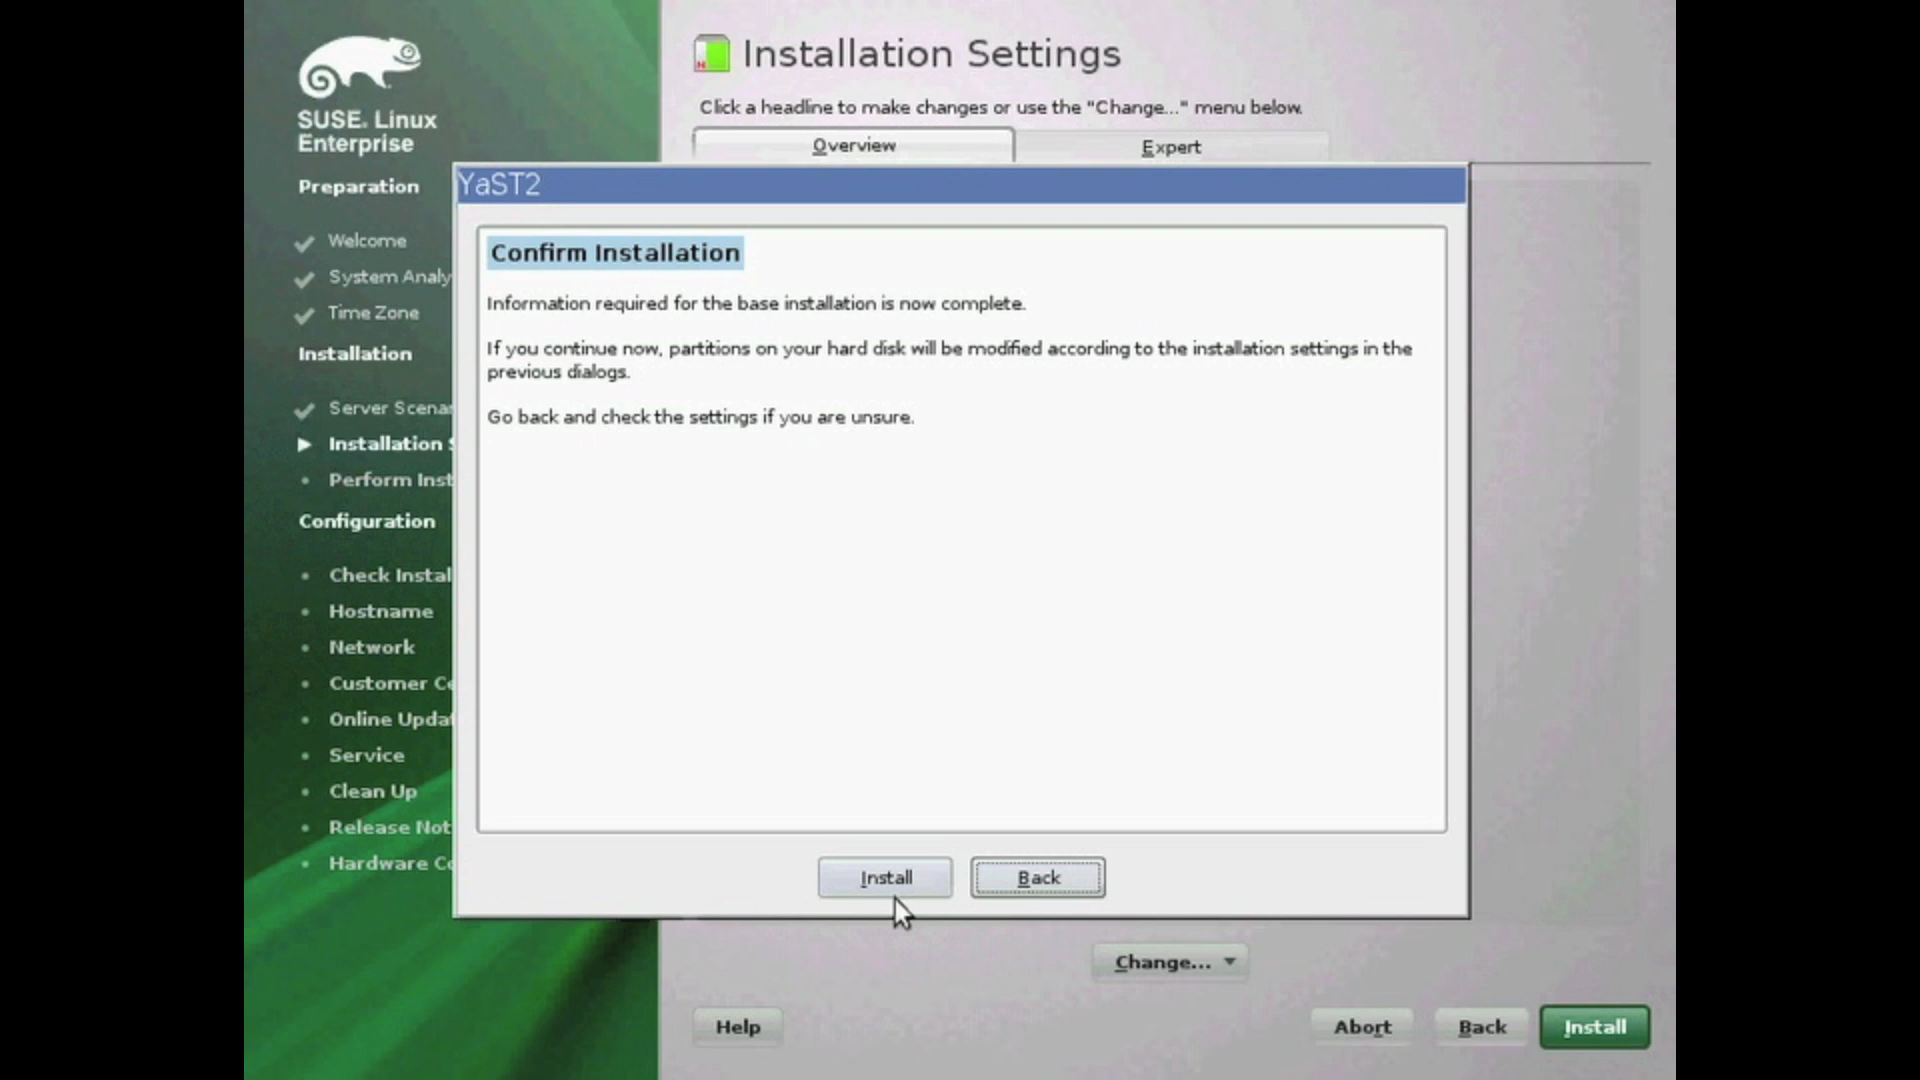 SUSE. Linux
Enterprise
Preparation
Welcome
System Analy
Time Zone
Installation
Server Scenar
Installation S
Perform Inst
Configuration
Check Instal
Hostname
Network
Customer Ce
Online Updat
Service
Clean Up
Release Not
Hardware Co
Installation Settings
Click a headline to make changes or use the "Change..." menu below.
Overview
Expert
YaST2
Confirm Installation
Information required for the base installation is now complete.
If you continue now, partitions on your hard disk will be modified according to the installation settings in the
previous dialogs.
Go back and check the settings if you are unsure.
Install
Back
Change...
Help
Abort
Back
Install